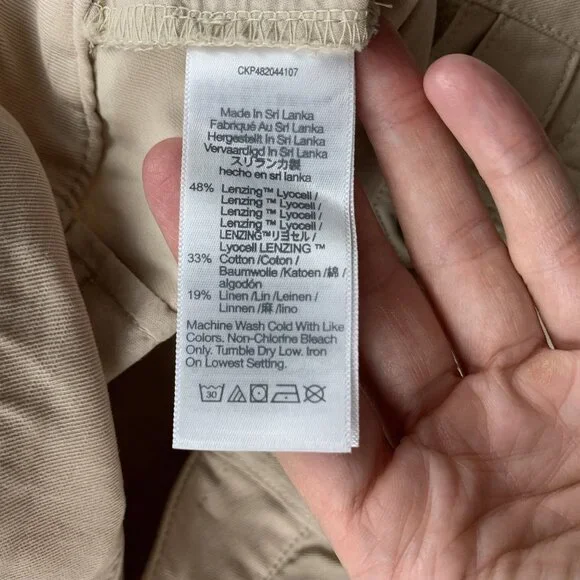 CKP482044107
Made In Sri Lanka
Fabriqué Au Sri Lanka
Hergestellt In Sri Lanka
Vervaardigd In Sri Lanka
スリランカ製
hecho en sri lanka
48% Lenzing™ Lyocell /
Lenzing ™ Lyocell /
Lenzing ™ Lyocell /
Lenzing ™ Lyocell /
LENZING™リヨセル /
Lyocell LENZING ™
33% Cotton /Coton /
Baumwolle /Katoen /綿 /
algodón
19% Linen /Lin /Leinen /
Linnen /麻 /lino
Machine Wash Cold With Like
Colors. Non-Chlorine Bleach
Only. Tumble Dry Low. Iron
On Lowest Setting.
30